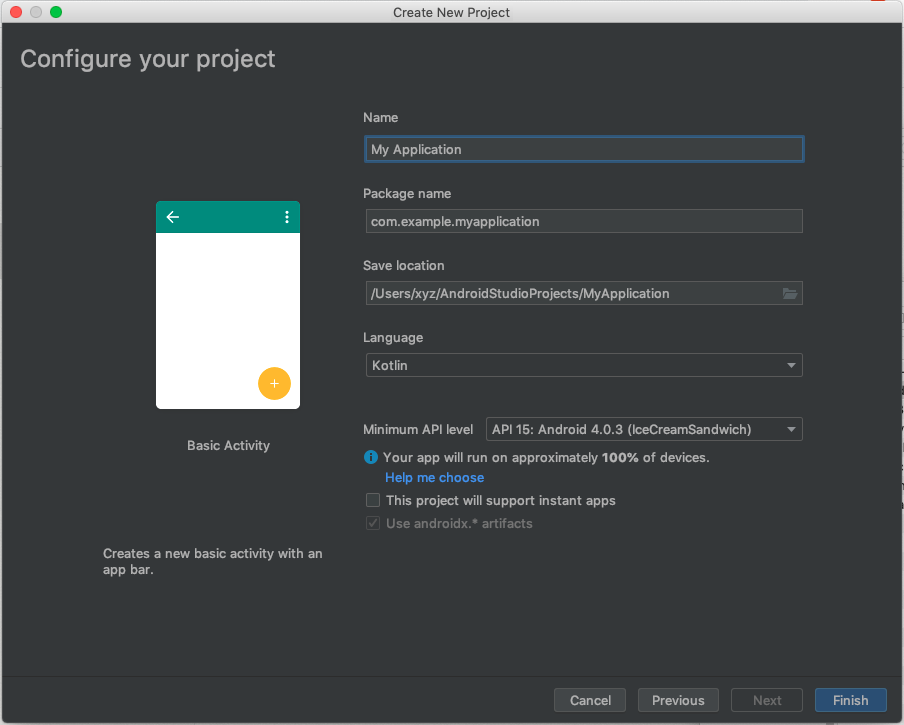 Create New Project
Configure your project
Name
My Application
Package name
com.example.myapplication
Save location
/Users/xyz/AndroidStudioProjects/MyApplication
Language
Kotlin
Basic Activity
Minimum API level API 15: Android 4.0.3 (IceCreamSandwich)
Your app will run on approximately 100% of devices.
Help me choose
This project will support instant apps
Use androidx.* artifacts
Creates a new basic activity with an
app bar.
Cancel Previous Next Finish